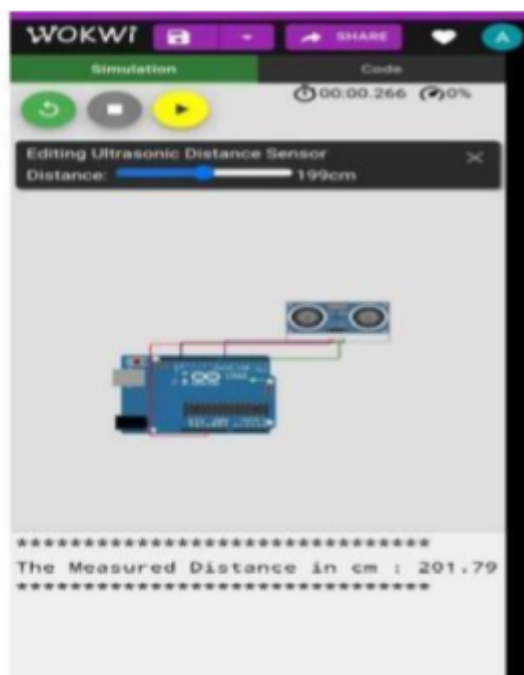 WOKWI SHARE A
Simulation Code
00:00.266 0%
Editing Ultrasonic Distance Sensor
Distance: 199cm
*******************************
The Measured Distance in cm : 201.79
*******************************